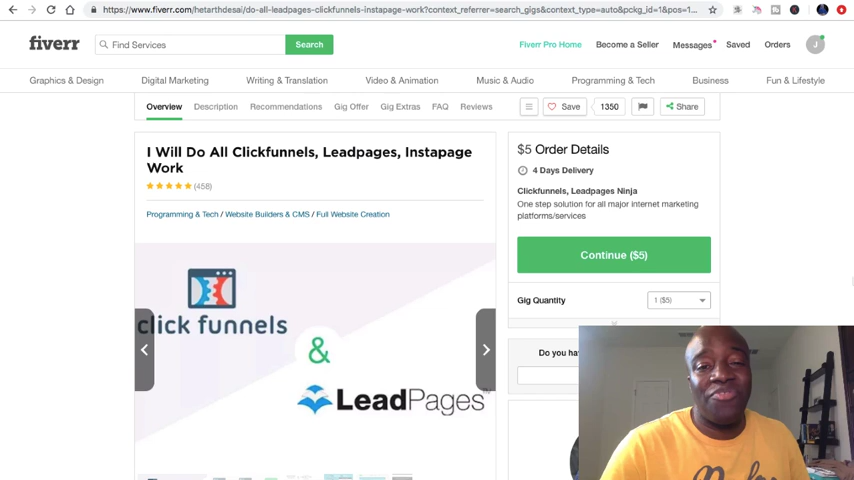 https://www.fiverr.com/hetarthdesai/do-all-leadpages-clickfunnels-instapage-work?context_referrer=search_gigs&context_type=auto&pckg_id=1&pos=1...
fiverr
Find Services
Search
Fiverr Pro Home
Become a Seller
Messages
Saved
Orders
J
Graphics & Design
Digital Marketing
Writing & Translation
Video & Animation
Music & Audio
Programming & Tech
Business
Fun & Lifestyle
Overview
Description
Recommendations
Gig Offer
Gig Extras
FAQ
Reviews
Save
1350
Share
I Will Do All Clickfunnels, Leadpages, Instapage
Work
(458)
Programming & Tech / Website Builders & CMS / Full Website Creation
click funnels
&
LeadPages
$5 Order Details
4 Days Delivery
Clickfunnels, Leadpages Ninja
One step solution for all major internet marketing
platforms/services
Continue ($5)
Gig Quantity
1 ($5)
Do you hav